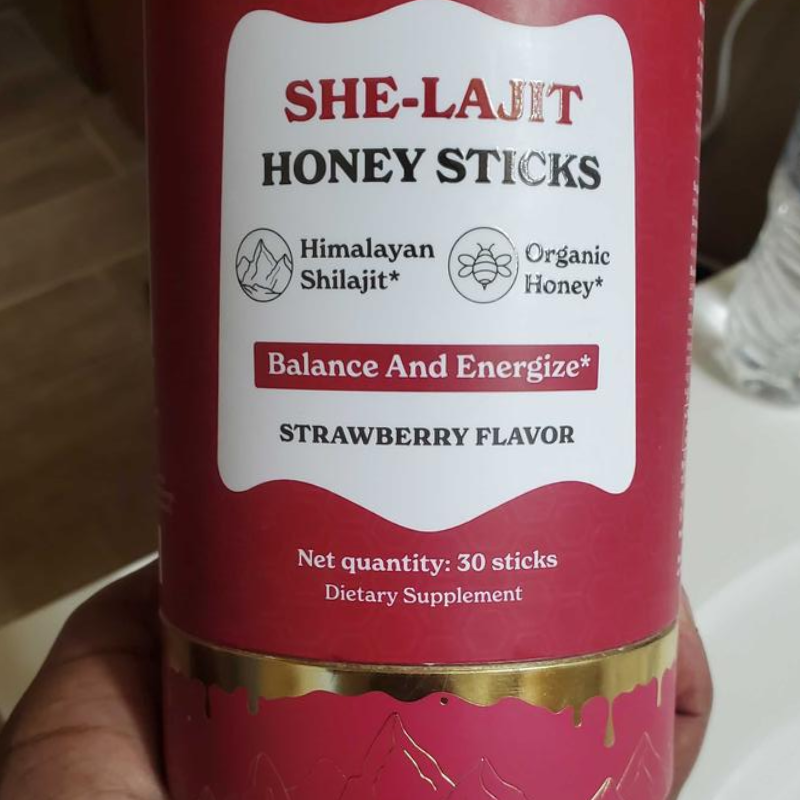 SHE-LAJIT
HONEY STICKS
Himalayan
Shilajit*
Organic
Honey*
Balance And Energize*
STRAWBERRY FLAVOR
Net quantity: 30 sticks
Dietary Supplement